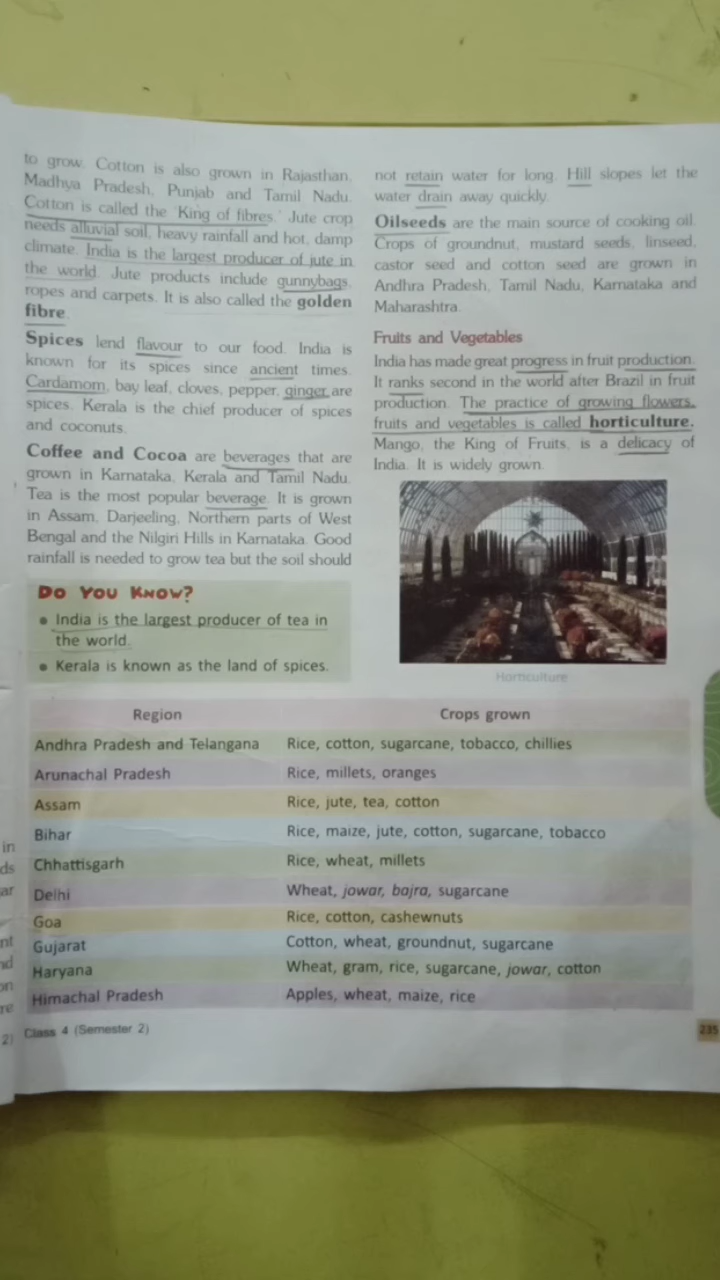 to grow. Cotton is also grown in Rajasthan,
Madhya Pradesh, Punjab and Tamil Nadu.
Cotton is called the 'King of fibres.' Jute crop
needs alluvial soil, heavy rainfall and hot, damp
climate. India is the largest producer of jute in
the world. Jute products include gunnybags,
ropes and carpets. It is also called the golden
fibre.
Spices lend flavour to our food. India is
known for its spices since ancient times.
Cardamom, bay leaf, cloves, pepper, ginger are
spices. Kerala is the chief producer of spices
and coconuts.
Coffee and Cocoa are beverages that are
grown in Karnataka, Kerala and Tamil Nadu.
Tea is the most popular beverage. It is grown
in Assam, Darjeeling, Northern parts of West
Bengal and the Nilgiri Hills in Karnataka. Good
rainfall is needed to grow tea but the soil should
Do You Know?
• India is the largest producer of tea in
the world.
• Kerala is known as the land of spices.
not retain water for long. Hill slopes let the
water drain away quickly.
Oilseeds are the main source of cooking oil.
Crops of groundnut, mustard seeds, linseed,
castor seed and cotton seed are grown in
Andhra Pradesh, Tamil Nadu, Karnataka and
Maharashtra.
Fruits and Vegetables
India has made great progress in fruit production.
It ranks second in the world after Brazil in fruit
production. The practice of growing flowers,
fruits and vegetables is called horticulture.
Mango, the King of Fruits, is a delicacy of
India. It is widely grown.
Horticulture
Region Crops grown
Andhra Pradesh and Telangana Rice, cotton, sugarcane, tobacco, chillies
Arunachal Pradesh Rice, millets, oranges
Assam Rice, jute, tea, cotton
Bihar Rice, maize, jute, cotton, sugarcane, tobacco
Chhattisgarh Rice, wheat, millets
Delhi Wheat, jowar, bajra, sugarcane
Goa Rice, cotton, cashewnuts
Gujarat Cotton, wheat, groundnut, sugarcane
Haryana Wheat, gram, rice, sugarcane, jowar, cotton
Himachal Pradesh Apples, wheat, maize, rice
Class 4 (Semester 2)
235
in
ds
ar
nt
nd
on
re
2)